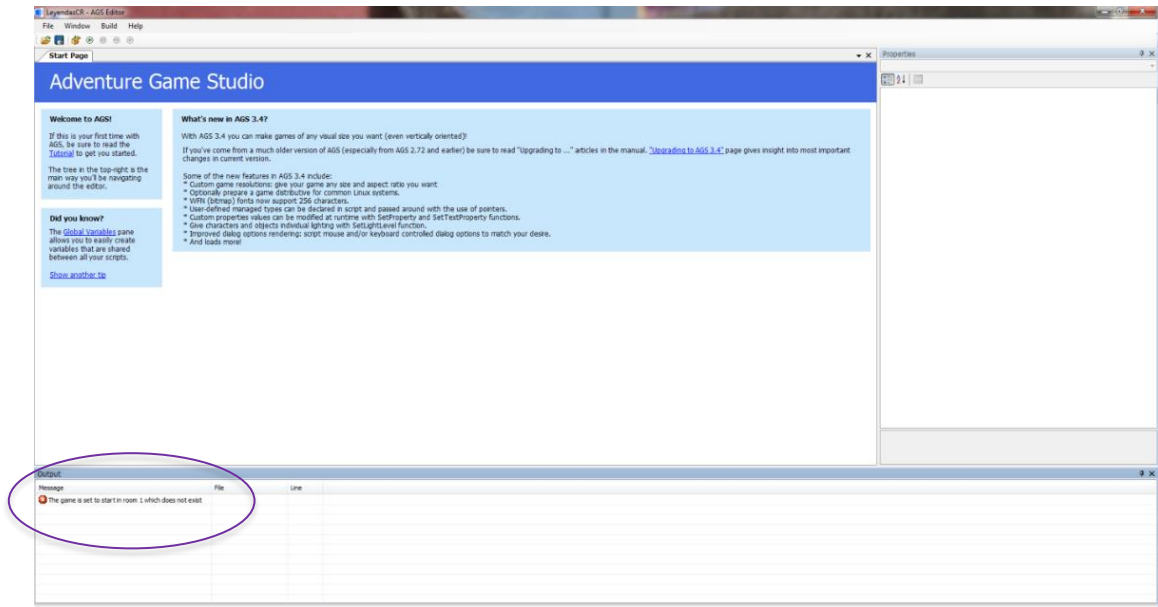 LeyendasCR - AGS Editor
File Window Build Help
Start Page
Properties
Adventure Game Studio
Welcome to AGS!
If this is your first time with
AGS, be sure to read the
Tutorial to get you started.
The tree in the top-right is the
main way you'll be navigating
around the editor.
Did you know?
The Global Variables pane
allows you to easily create
variables that are shared
between all your scripts.
Show another tip
What's new in AGS 3.4?
With AGS 3.4 you can make games of any visual size you want (even vertically oriented)!
If you've come from a much older version of AGS (especially from AGS 2.72 and earlier) be sure to read "Upgrading to ..." articles in the manual. "Upgrading to AGS 3.4" page gives insight into most important
changes in current version.
Some of the new features in AGS 3.4 include:
* Custom game resolutions: give your game any size and aspect ratio you want
* Optionally prepare a game distributive for common Linux systems.
* WFN (bitmap) fonts now support 256 characters.
* User-defined managed types can be declared in script and passed around with the use of pointers.
* Custom properties values can be modified at runtime with SetProperty and SetTextProperty functions.
* Give characters and objects individual lighting with SetLightLevel function.
* Improved dialog options rendering: script mouse and/or keyboard controlled dialog options to match your desire.
* And loads more!
Output
Message File Line
The game is set to start in room 1 which does not exist